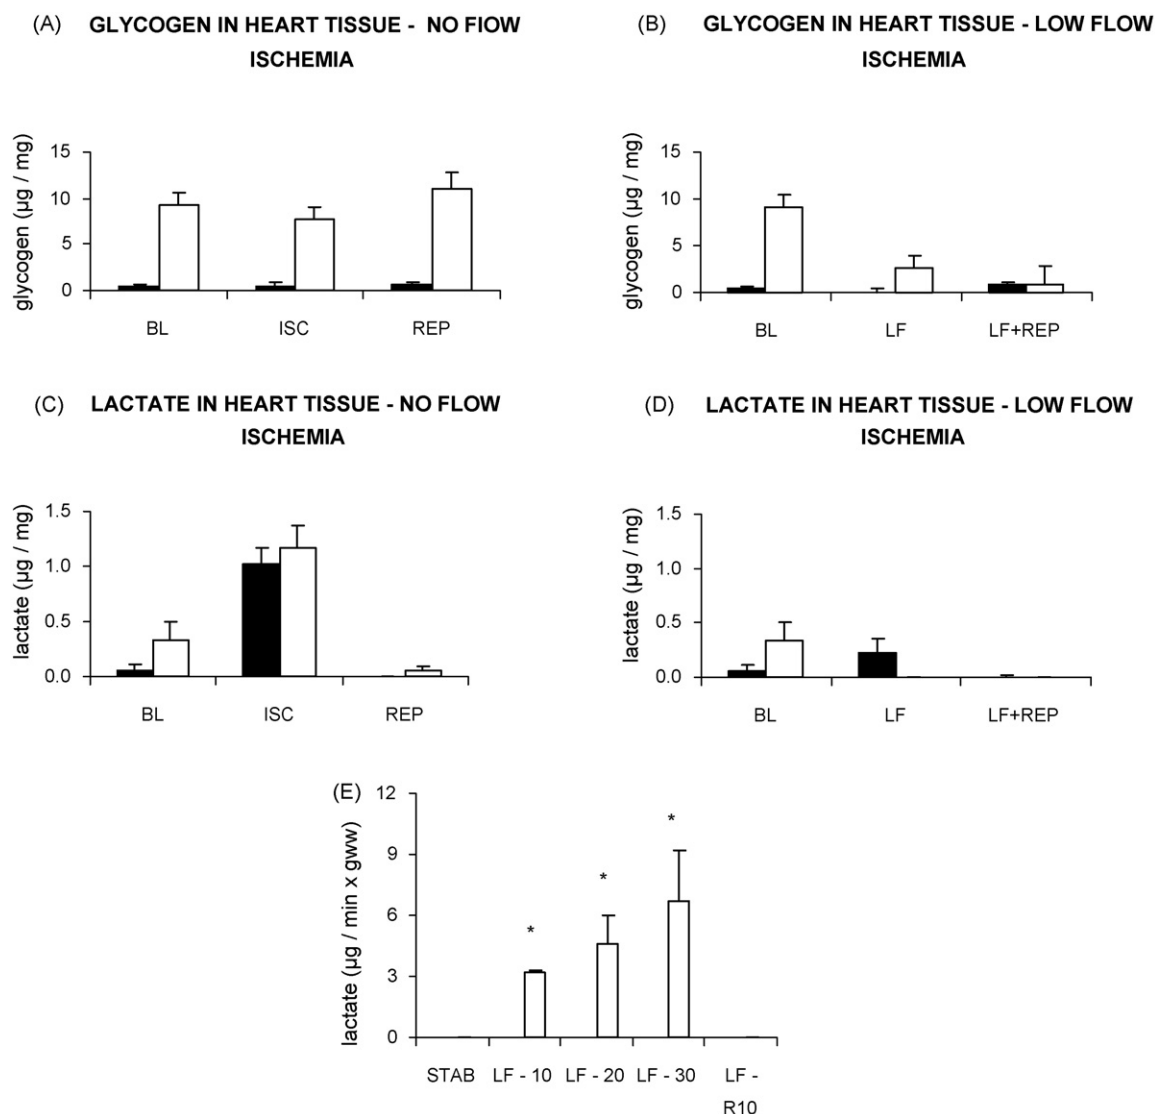 (A) GLYCOGEN IN HEART TISSUE - NO FIOW
ISCHEMIA
glycogen (µg / mg)
15
10
5
0
BL ISC REP
(B) GLYCOGEN IN HEART TISSUE - LOW FLOW
ISCHEMIA
glycogen (µg / mg)
15
10
5
0
BL LF LF+REP
(C) LACTATE IN HEART TISSUE - NO FLOW
ISCHEMIA
lactate (µg / mg)
1.5
1.0
0.5
0.0
BL ISC REP
(D) LACTATE IN HEART TISSUE - LOW FLOW
ISCHEMIA
lactate (µg / mg)
1.5
1.0
0.5
0.0
BL LF LF+REP
(E)
lactate (µg / min x gww)
12
9
6
3
0
* * *
STAB LF - 10 LF - 20 LF - 30 LF -
R10